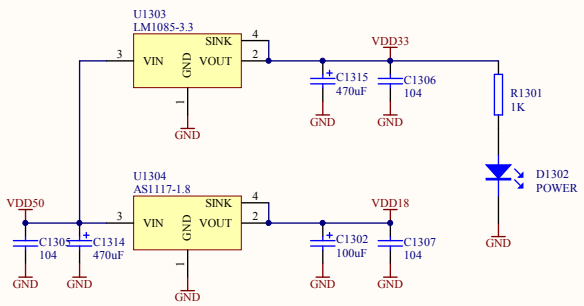 U1303
LM1085-3.3
SINK 4
3 VIN GND VOUT 2
1
GND
VDD33
C1315
470uF
GND
C1306
104
GND
R1301
1K
D1302
POWER
GND
U1304
AS1117-1.8
SINK 4
3 VIN GND VOUT 2
1
GND
VDD50
C1305
104
GND
C1314
470uF
GND
VDD18
C1302
100uF
GND
C1307
104
GND